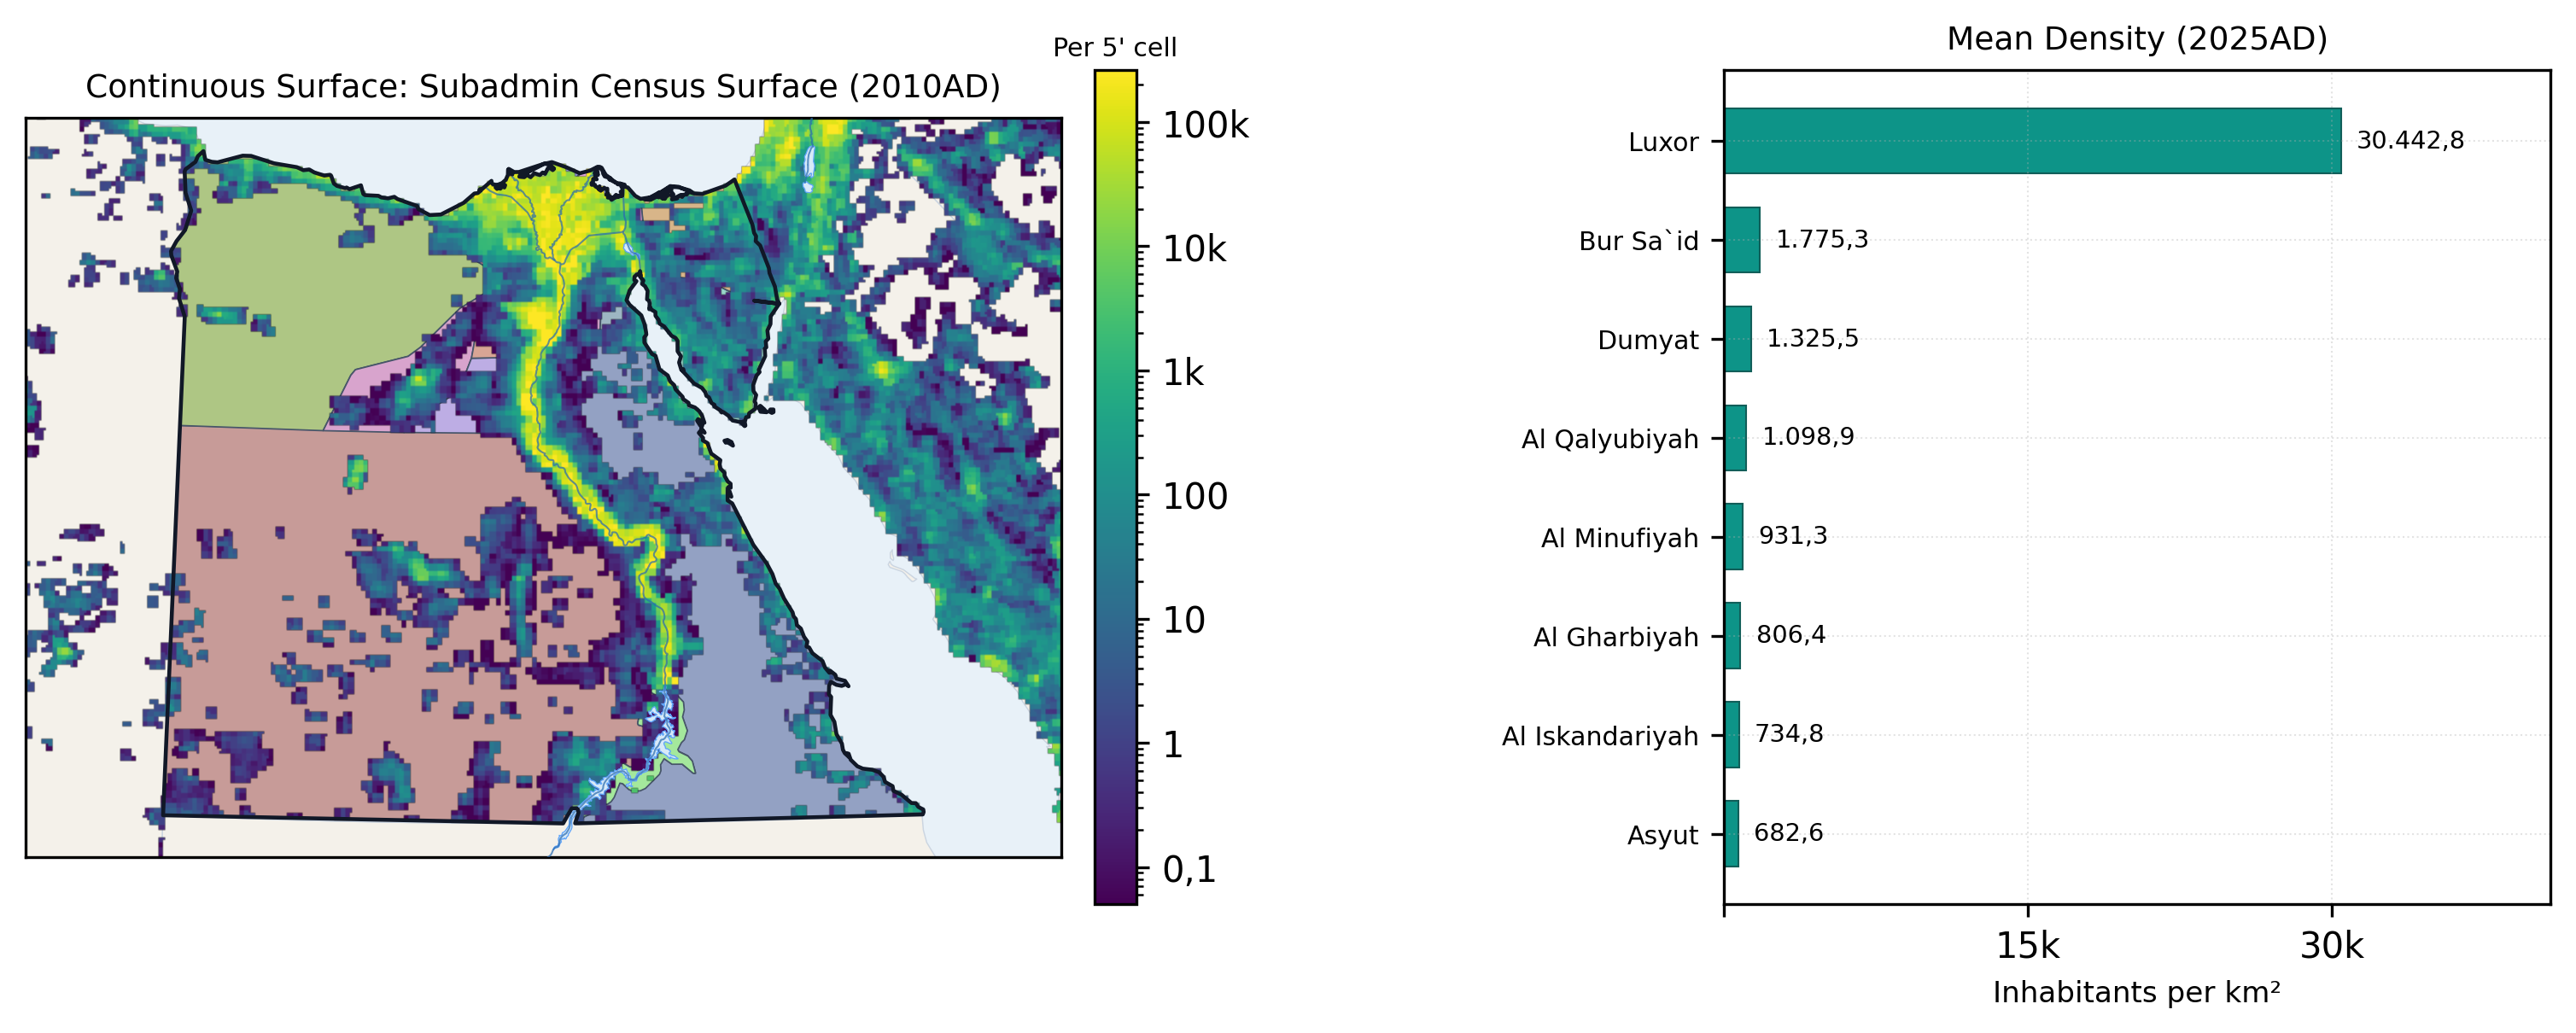 Continuous Surface: Subadmin Census Surface (2010AD)
Per 5' cell
100k
10k
1k
100
10
1
0,1
Mean Density (2025AD)
Luxor
30.442,8
Bur Sa`id
1.775,3
Dumyat
1.325,5
Al Qalyubiyah
1.098,9
Al Minufiyah
931,3
Al Gharbiyah
806,4
Al Iskandariyah
734,8
Asyut
682,6
15k
30k
Inhabitants per km²